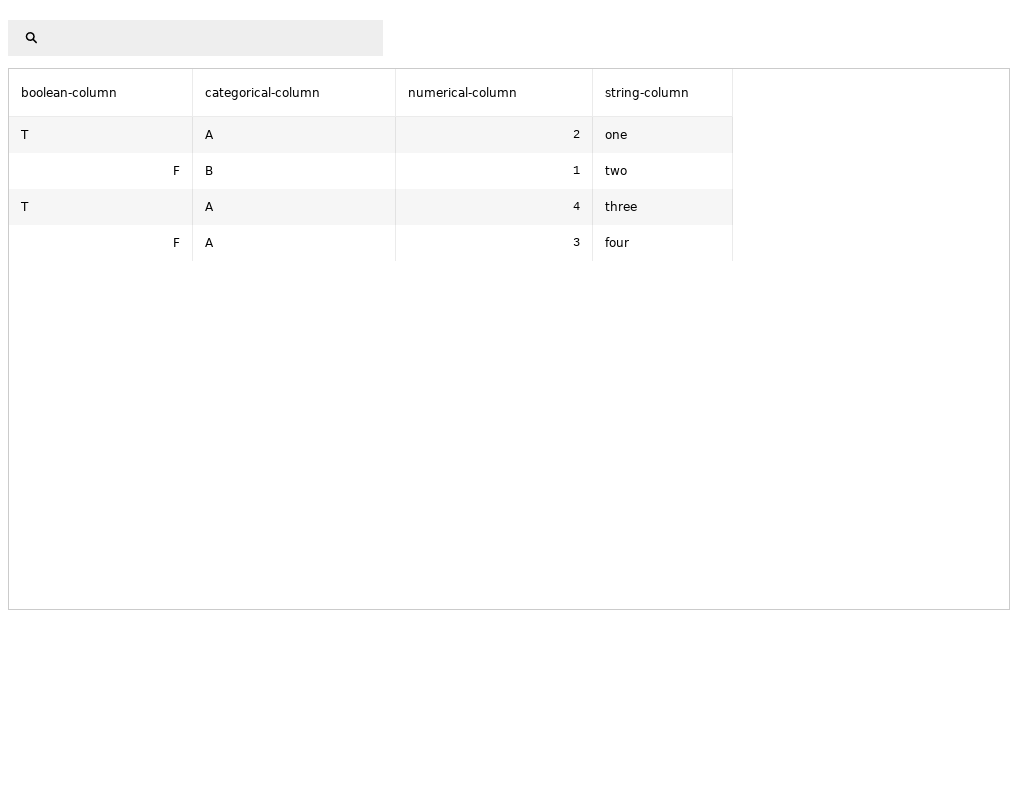 boolean-column categorical-column numerical-column string-column
T A 2 one
F B 1 two
T A 4 three
F A 3 four